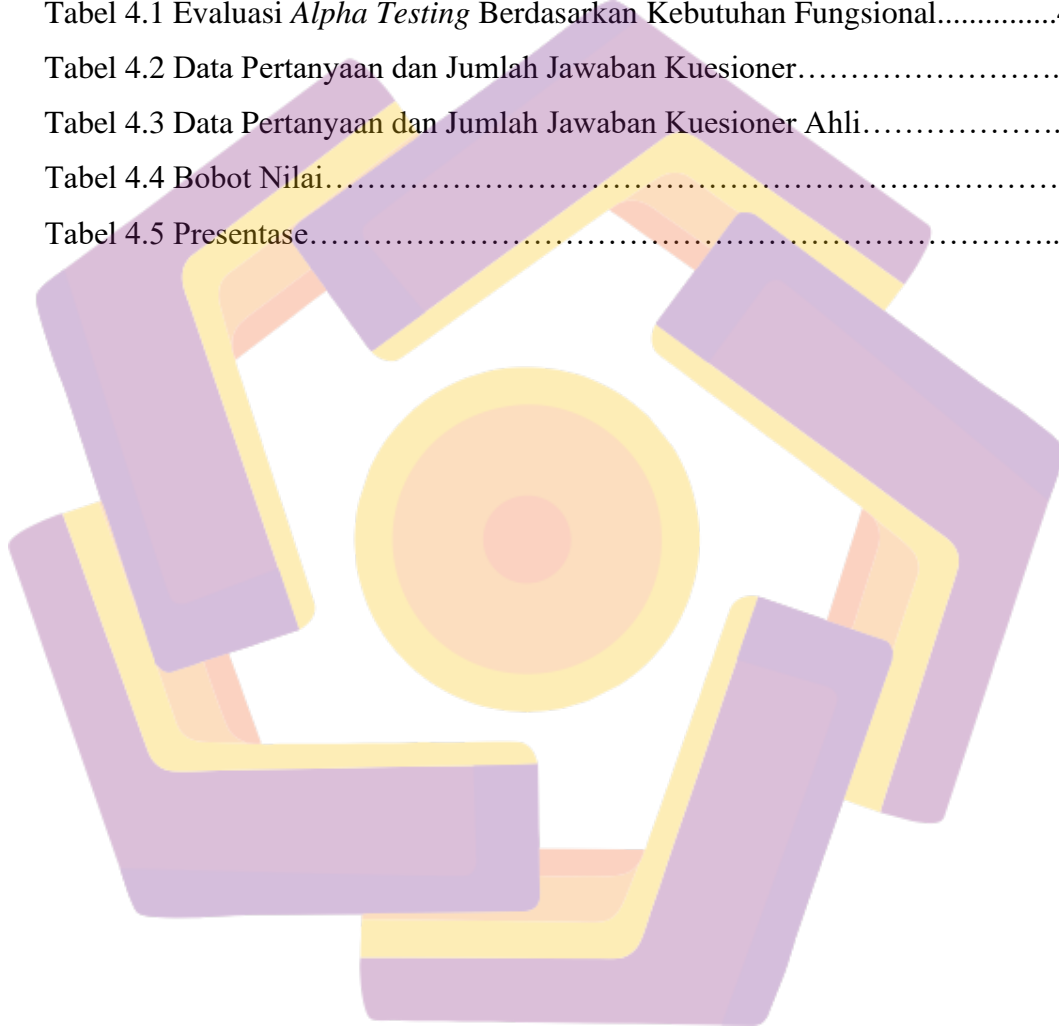 Tabel 4.1 Evaluasi Alpha Testing Berdasarkan Kebutuhan Fungsional...............
Tabel 4.2 Data Pertanyaan dan Jumlah Jawaban Kuesioner…………………….
Tabel 4.3 Data Pertanyaan dan Jumlah Jawaban Kuesioner Ahli……………….
Tabel 4.4 Bobot Nilai…………………………………………………………
Tabel 4.5 Presentase…………………………………………………………..